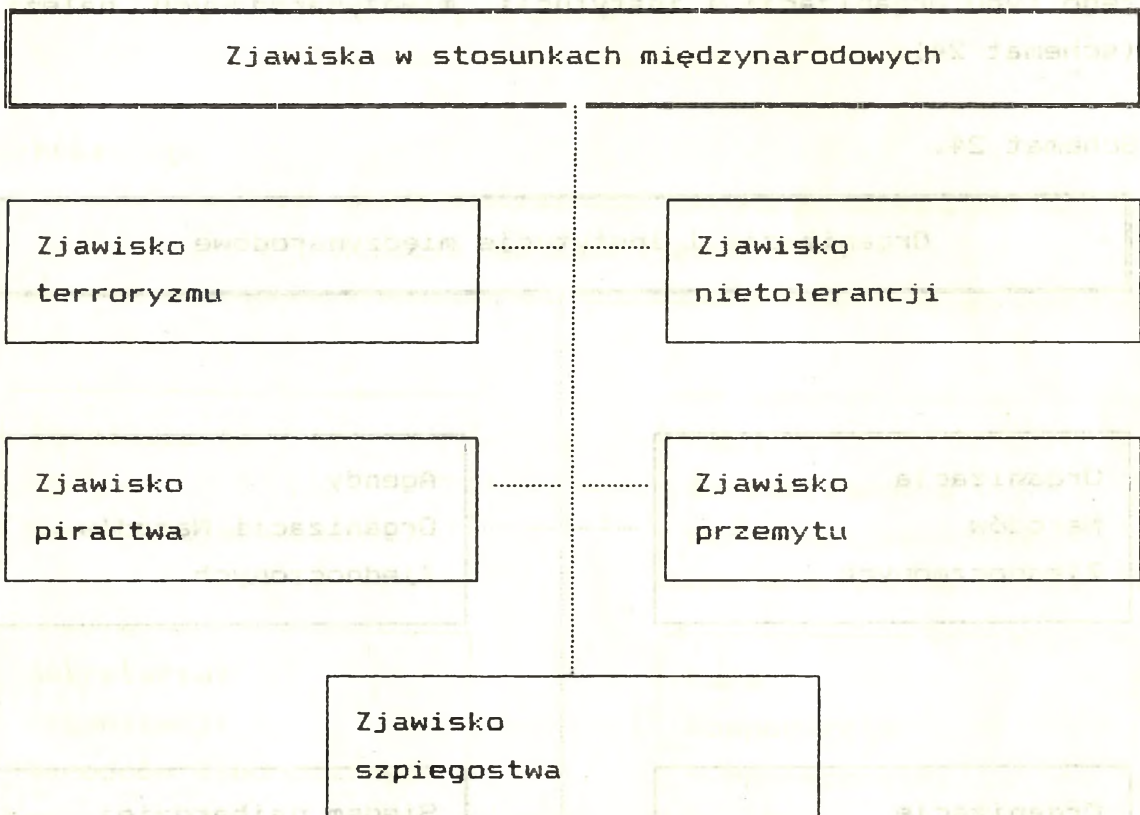 Zjawiska w stosunkach międzynarodowych
Zjawisko
terroryzmu
Zjawisko
nietolerancji
Zjawisko
piractwa
Zjawisko
przemytu
Zjawisko
szpiegostwa